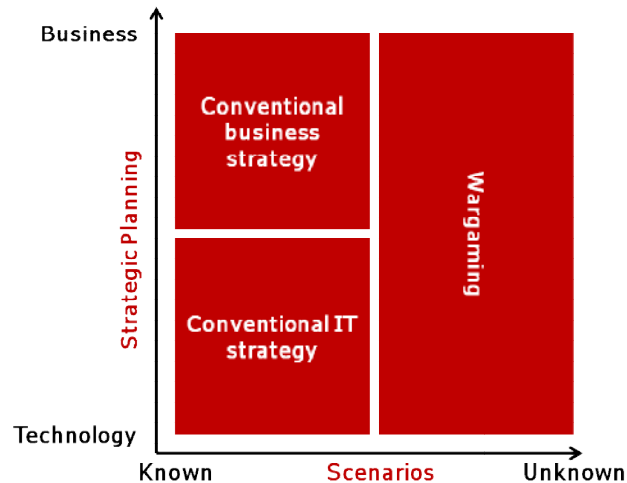 Business
Conventional
business
strategy
Wargaming
Strategic Planning
Conventional IT
strategy
Technology
Known
Scenarios
Unknown